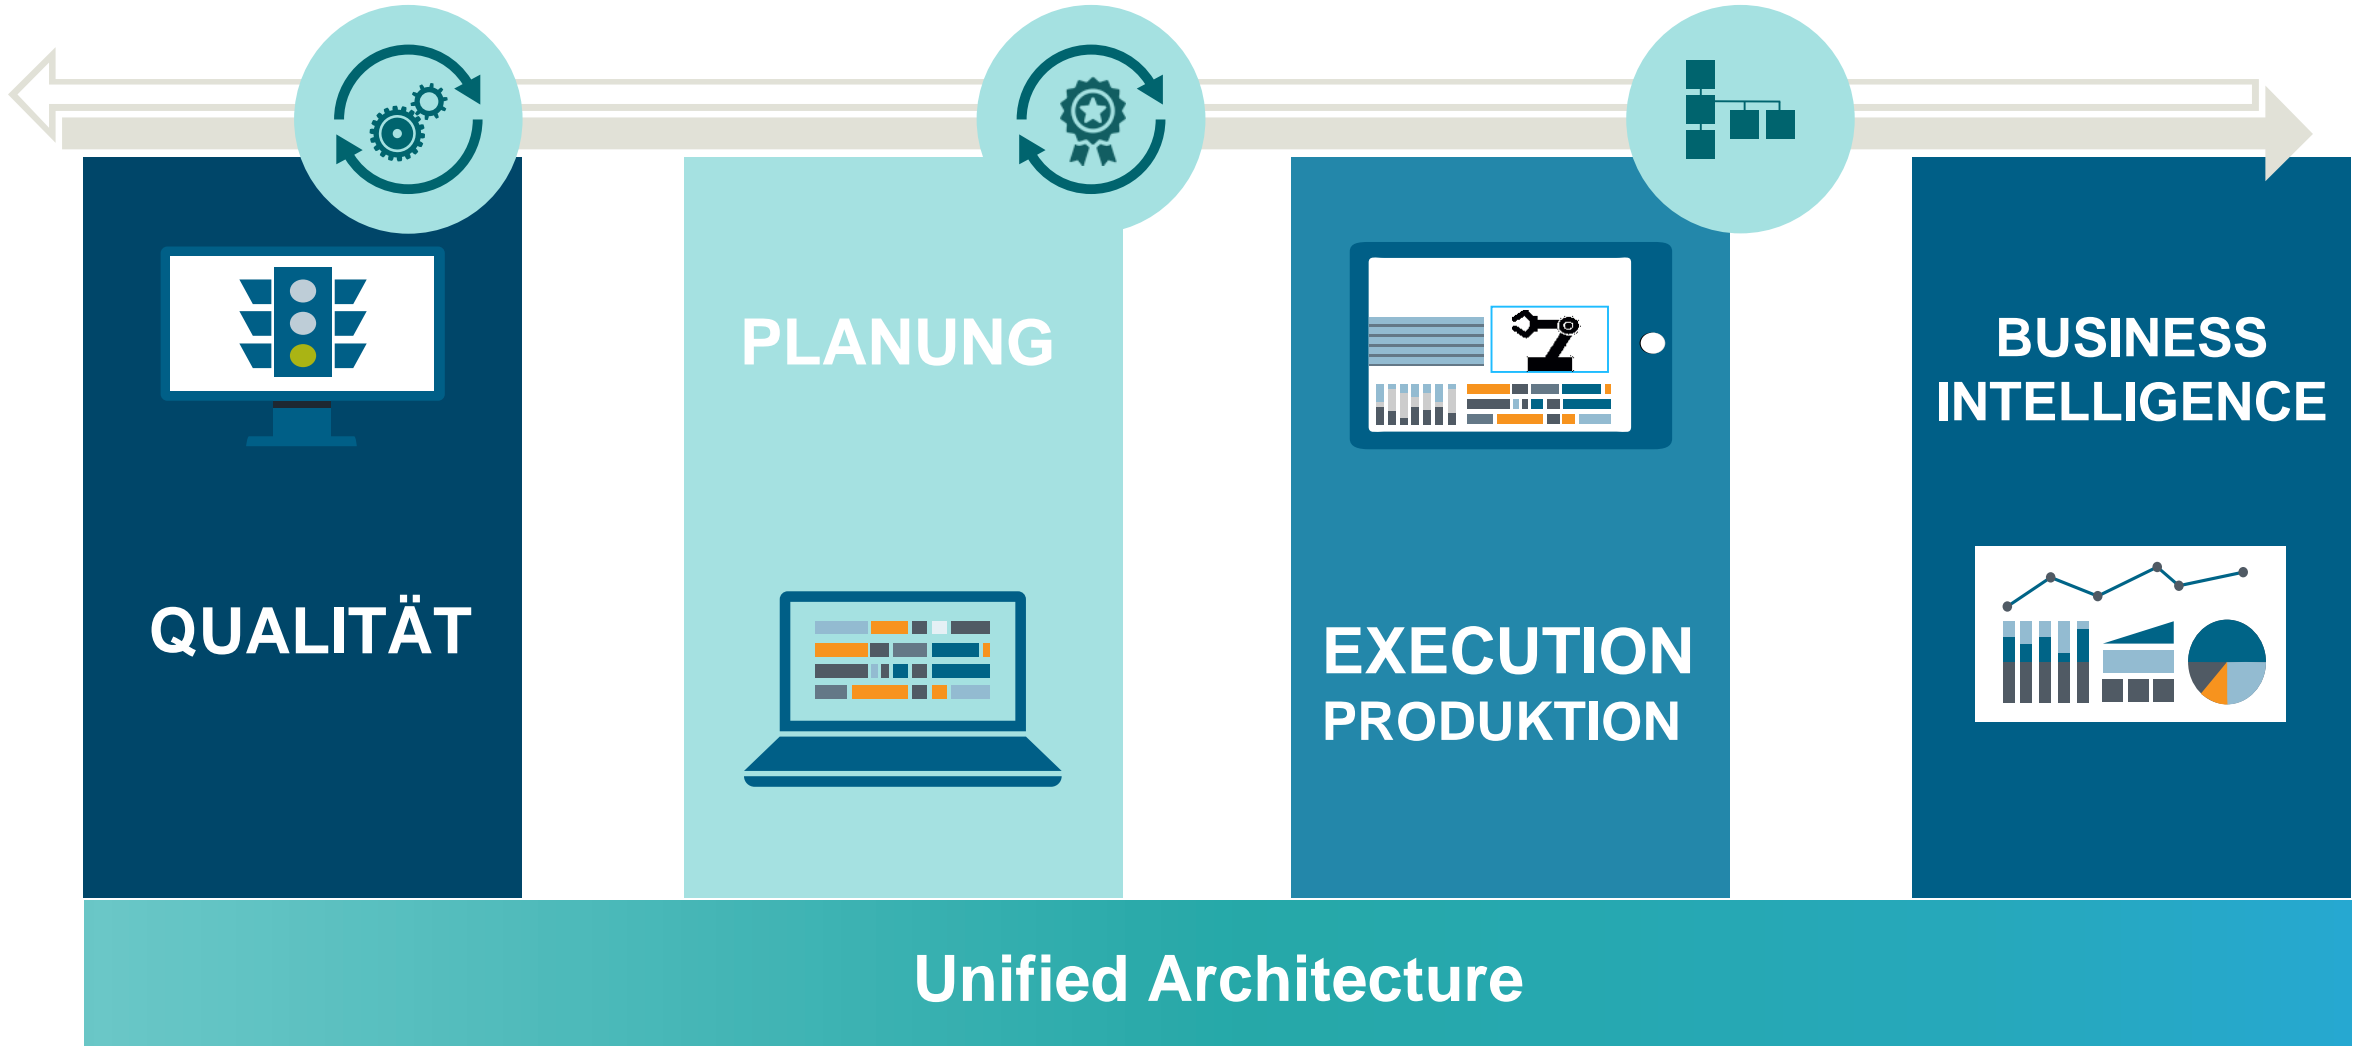 QUALITÄT
PLANUNG
EXECUTION
PRODUKTION
BUSINESS
INTELLIGENCE
Unified Architecture